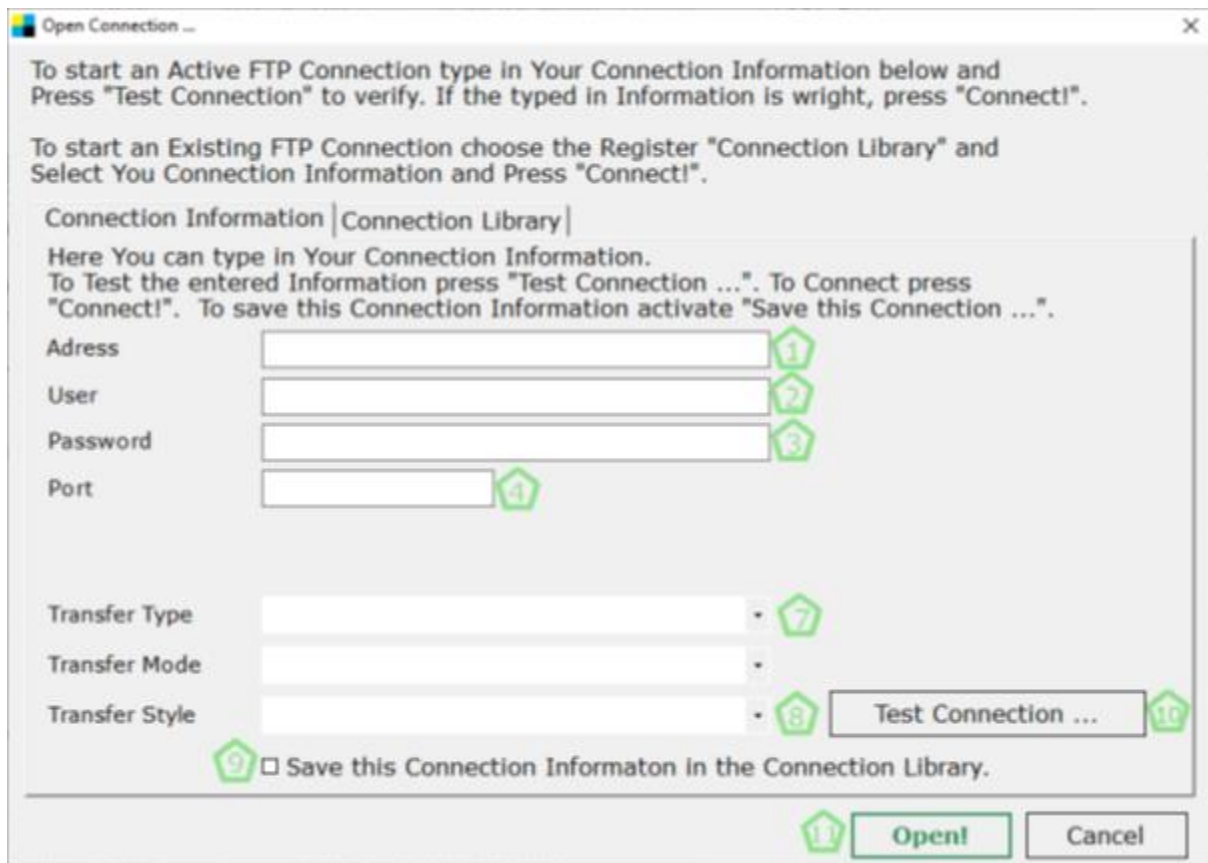 Open Connection ...
To start an Active FTP Connection type in Your Connection Information below and
Press "Test Connection" to verify. If the typed in Information is wright, press "Connect!".
To start an Existing FTP Connection choose the Register "Connection Library" and
Select You Connection Information and Press "Connect!".
Connection Information Connection Library
Here You can type in Your Connection Information.
To Test the entered Information press "Test Connection ...". To Connect press
"Connect!".  To save this Connection Information activate "Save this Connection ...".
Adress 1
User 2
Password 3
Port 4
Transfer Type 7
Transfer Mode
Transfer Style 8 Test Connection ... 10
9 Save this Connection Informaton in the Connection Library.
11 Open! Cancel